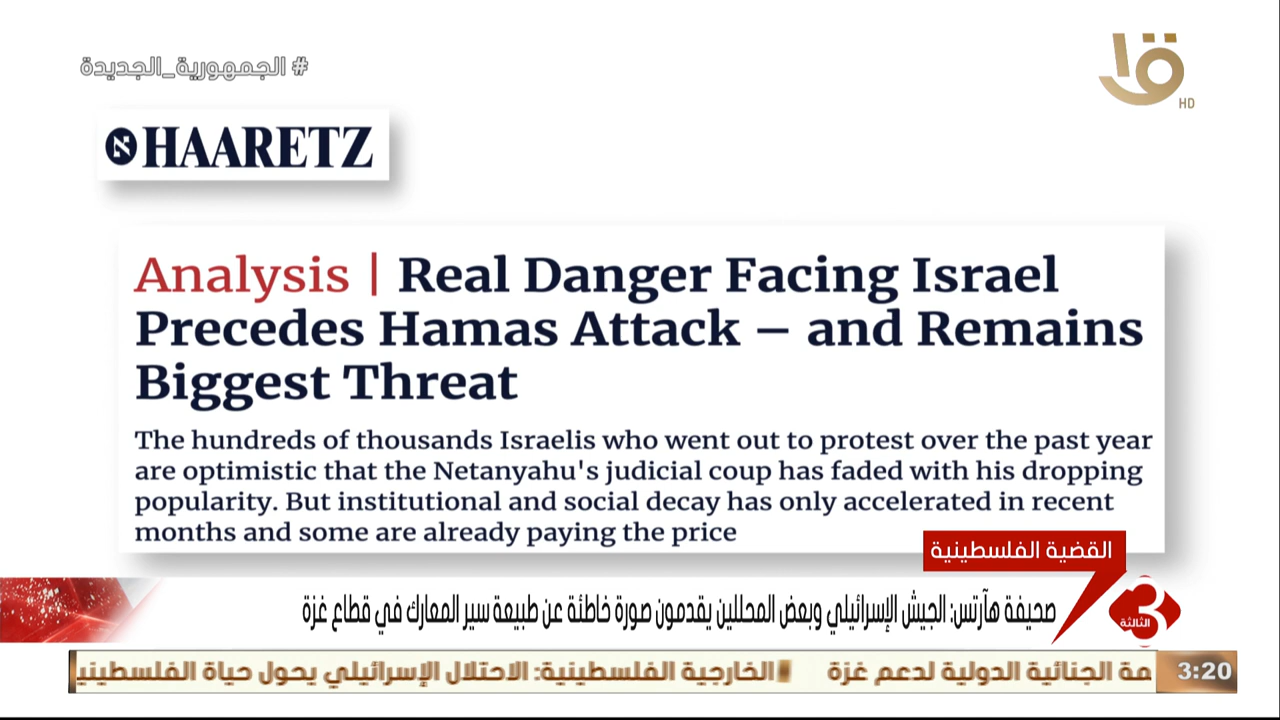 # الجمهورية_الجديدة
HD
HAARETZ
Analysis | Real Danger Facing Israel
Precedes Hamas Attack – and Remains
Biggest Threat
The hundreds of thousands Israelis who went out to protest over the past year
are optimistic that the Netanyahu's judicial coup has faded with his dropping
popularity. But institutional and social decay has only accelerated in recent
months and some are already paying the price
القضية الفلسطينية
صحيفة هآرتس: الجيش الإسرائيلي وبعض المحللين يقدمون صورة خاطئة عن طبيعة سير المعارك في قطاع غزة
3 الثالثة
الجنائية الدولية لدعم غزة الخارجية الفلسطينية: الاحتلال الإسرائيلي يحول حياة
3:20